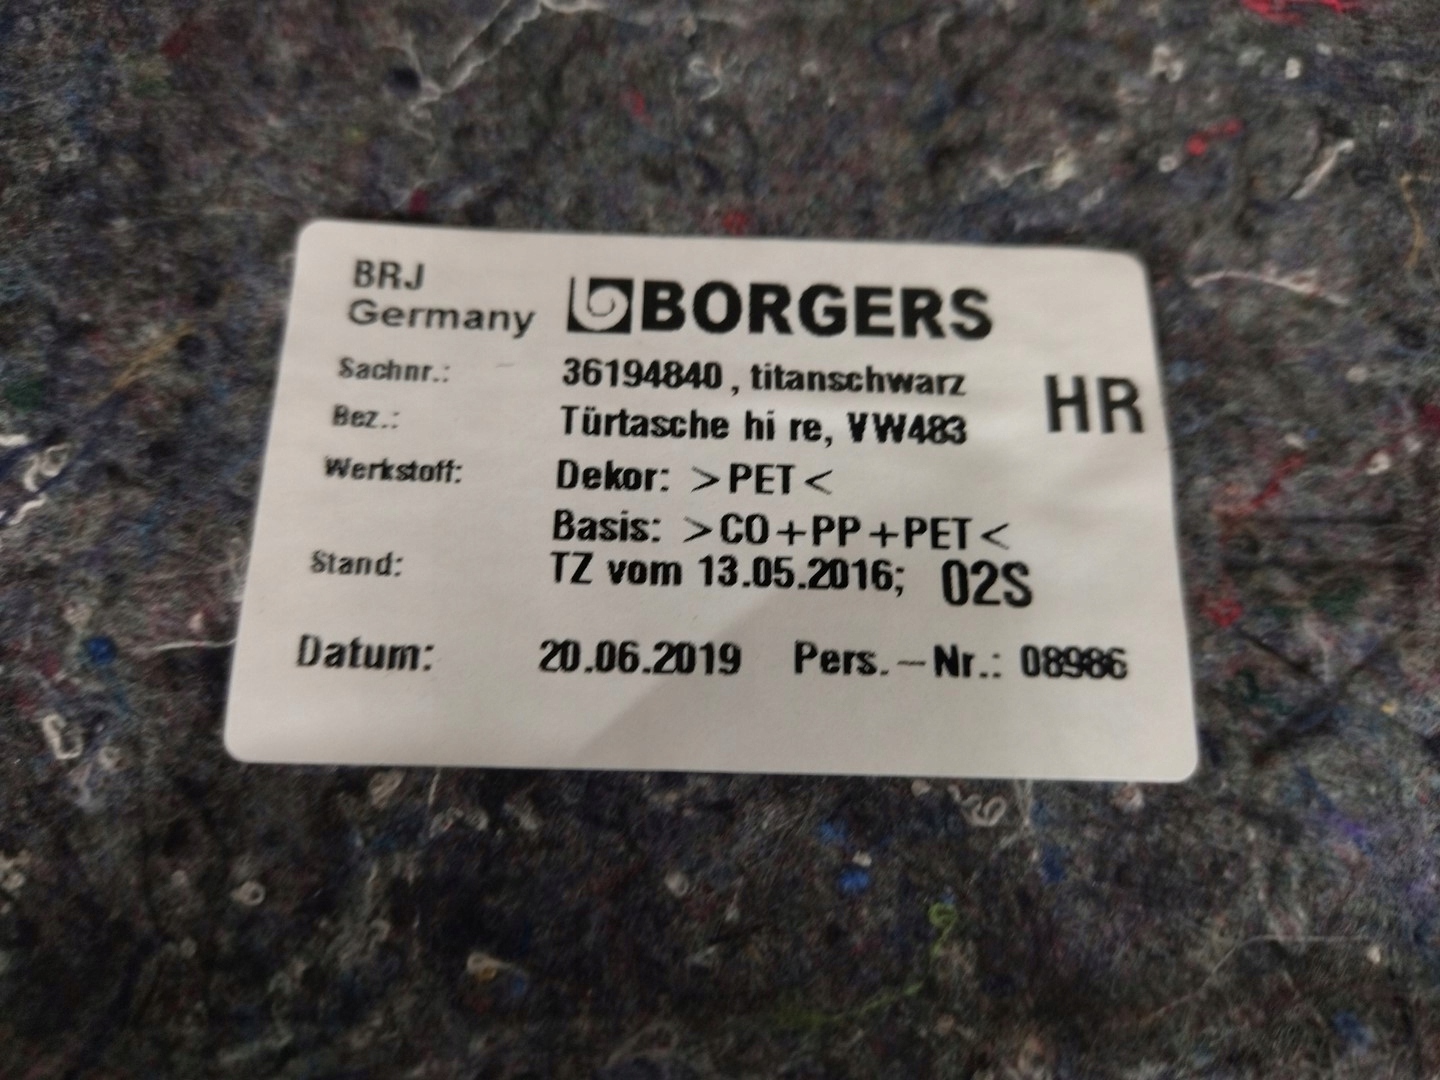 BRJ
Germany
BORGERS
Sachnr.: 36194840, titanschwarz
HR
Bez.: Türtasche hi re, VW483
Werkstoff: Dekor: >PET<
Basis: >CO+PP+PET<
Stand: TZ vom 13.05.2016; 02S
Datum: 20.06.2019 Pers.-Nr.: 08986